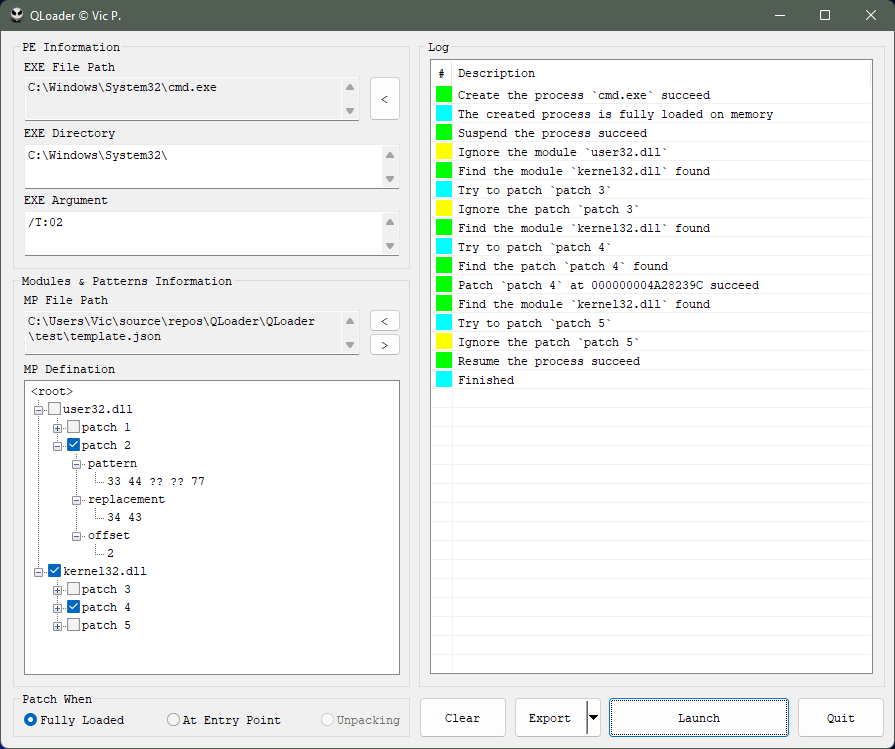 QLoader © Vic P.
PE Information
EXE File Path
C:\Windows\System32\cmd.exe
<
EXE Directory
C:\Windows\System32\
EXE Argument
/T:02
Modules & Patterns Information
MP File Path
C:\Users\Vic\source\repos\QLoader\QLoader
\test\template.json
<
>
MP Defination
<root>
user32.dll
patch 1
patch 2
pattern
33 44 ?? ?? 77
replacement
34 43
offset
2
kernel32.dll
patch 3
patch 4
patch 5
Patch When
Fully Loaded At Entry Point Unpacking
Log
# Description
Create the process `cmd.exe` succeed
The created process is fully loaded on memory
Suspend the process succeed
Ignore the module `user32.dll`
Find the module `kernel32.dll` found
Try to patch `patch 3`
Ignore the patch `patch 3`
Find the module `kernel32.dll` found
Try to patch `patch 4`
Find the patch `patch 4` found
Patch `patch 4` at 000000004A28239C succeed
Find the module `kernel32.dll` found
Try to patch `patch 5`
Ignore the patch `patch 5`
Resume the process succeed
Finished
Clear Export Launch Quit